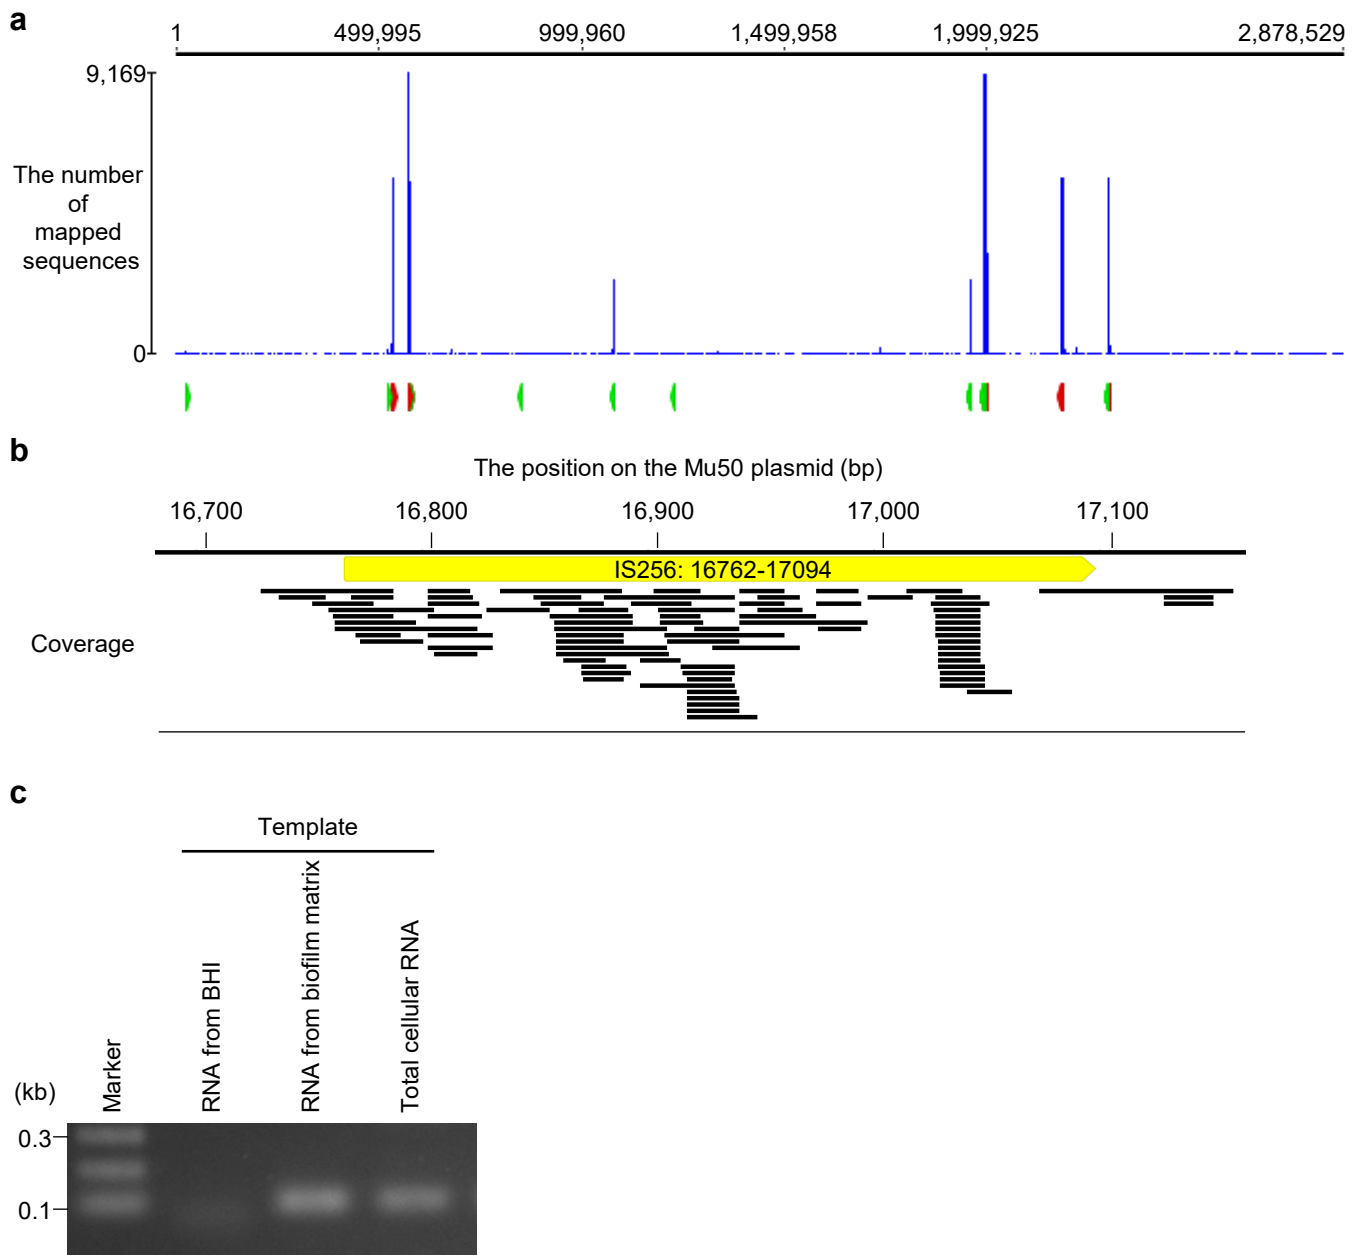 a
1 499,995 999,960 1,499,958 1,999,925 2,878,529
9,169
The number
of
mapped
sequences
0
b
The position on the Mu50 plasmid (bp)
16,700 16,800 16,900 17,000 17,100
IS256: 16762-17094
Coverage
c
Template
Marker
RNA from BHI
RNA from biofilm matrix
Total cellular RNA
(kb)
0.3
0.1